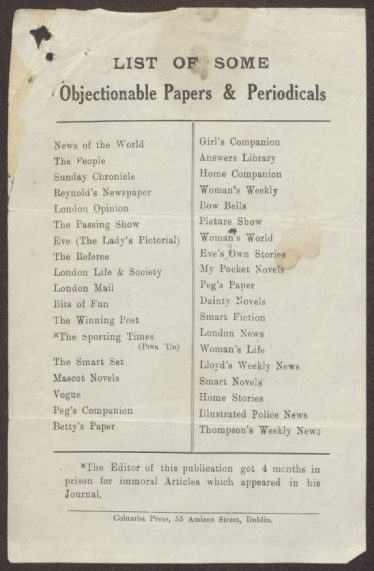 LIST OF SOME
Objectionable Papers & Periodicals
News of the World
The People
Sunday Chronicle
Reynold's Newspaper
London Opinion
The Passing Show
Eve (The Lady's Pictorial)
The Referee
London Life & Society
London Mail
Bits of Fun
The Winning Post
*The Sporting Times
(PINK 'UN)
The Smart Set
Mascot Novels
Vogue
Peg's Companion
Betty's Paper
Girl's Companion
Answers Library
Home Companion
Woman's Weekly
Bow Bells
Picture Show
Woman's World
Eve's Own Stories
My Pocket Novels
Peg's Paper
Dainty Novels
Smart Fiction
London News
Woman's Life
Lloyd's Weekly News
Smart Novels
Home Stories
Illustrated Police News
Thompson's Weekly News
*The Editor of this publication got 4 months in
prison for immoral Articles which appeared in his
Journal.
Columba Press, 55 Amiens Street, Dublin.